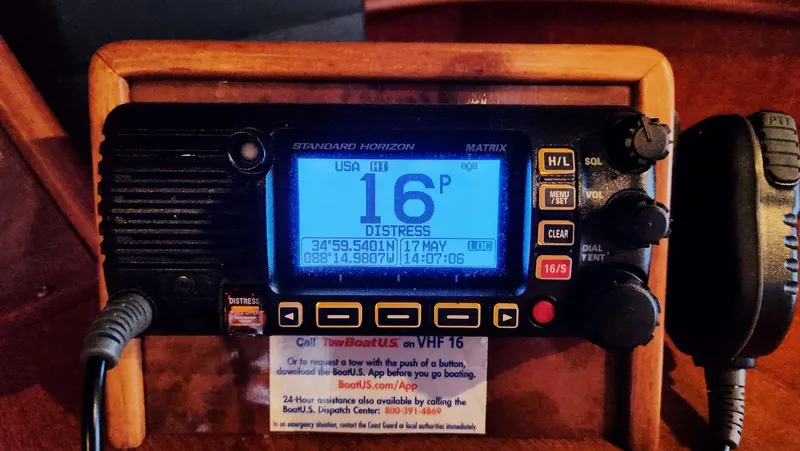 STANDARD HORIZON MATRIX
USA HI
16P
DISTRESS
34°59.5401N 17 MAY LOC
088°14.9807W 14:07:06
H/L
MENU
/SET
CLEAR
16/S
SQL
VOL
DIAL
▼ENT
PTT
DISTRESS
Call TowBoatU.S. on VHF 16
Or to request a tow with the push of a button,
download the BoatU.S. App before you go boating.
BoatUS.com/App
24-Hour assistance also available by calling the
BoatU.S. Dispatch Center: 800-391-4869
In an emergency situation, contact the Coast Guard or local authorities immediately.